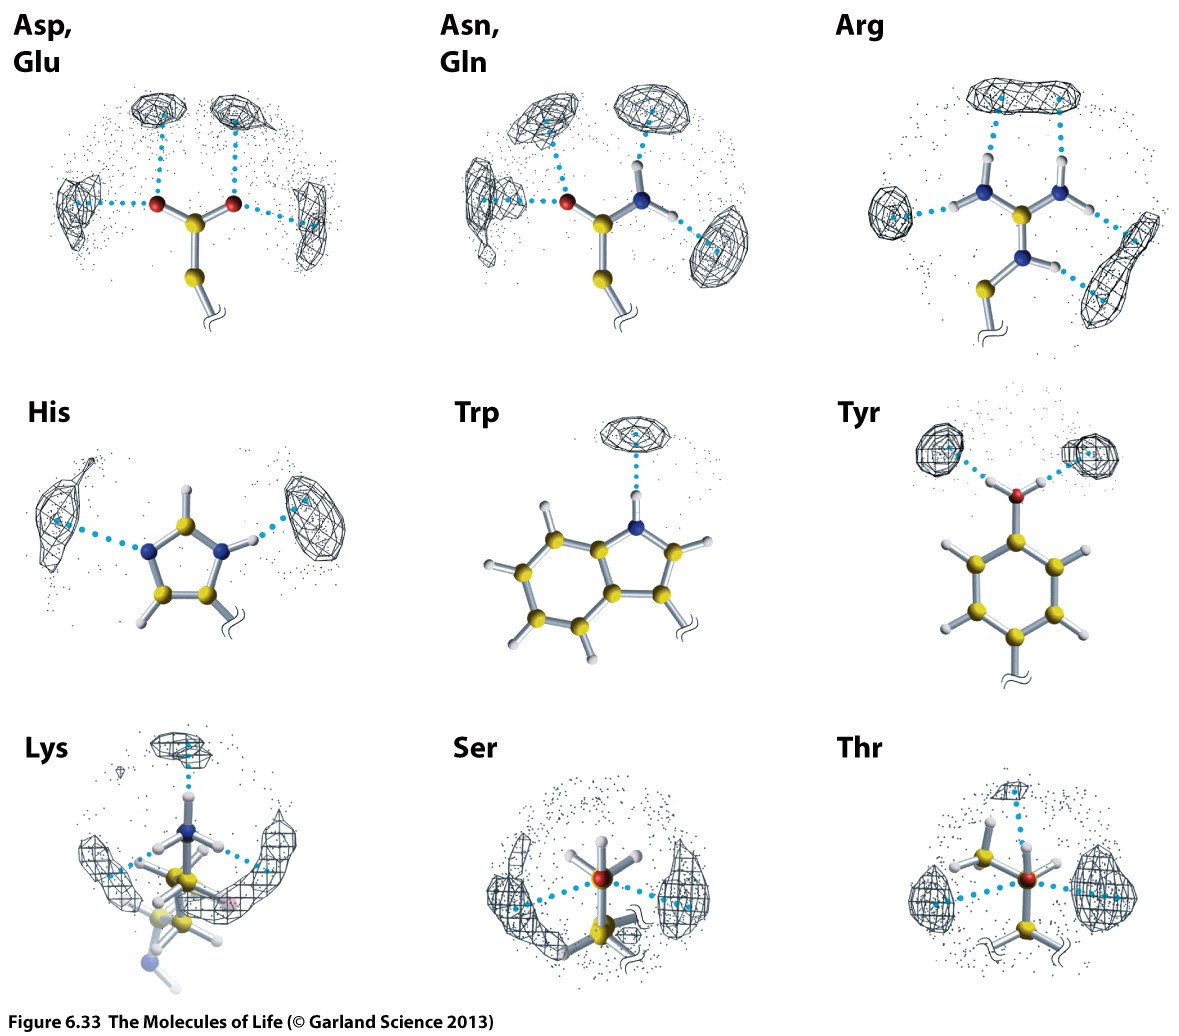 Asp,
Glu
Asn,
Gln
Arg
His
Trp
Tyr
Lys
Ser
Thr
Figure 6.33 The Molecules of Life (© Garland Science 2013)